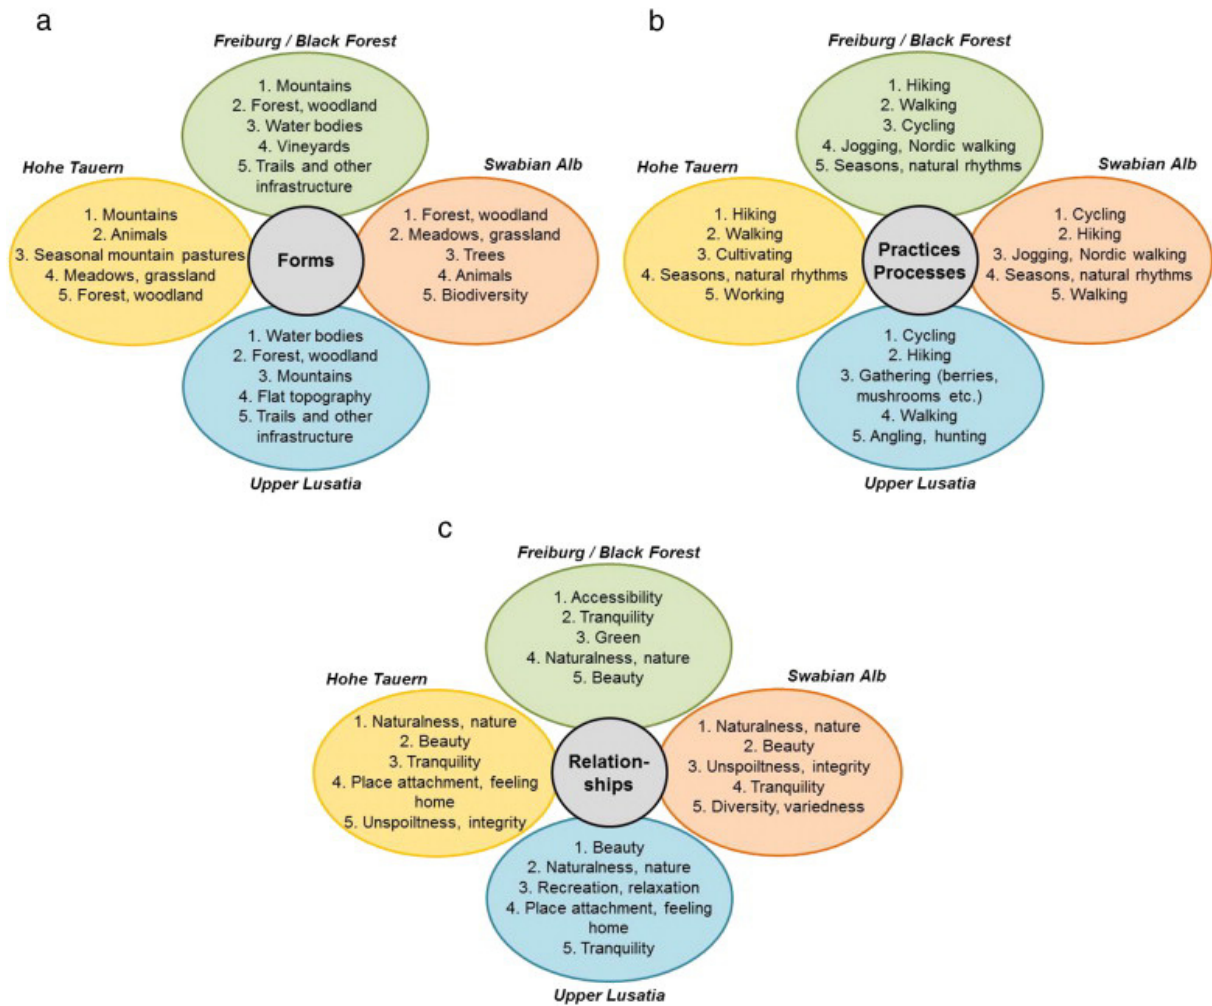 a
Freiburg / Black Forest
1. Mountains
2. Forest, woodland
3. Water bodies
4. Vineyards
5. Trails and other
infrastructure
Hohe Tauern
1. Mountains
2. Animals
3. Seasonal mountain pastures
4. Meadows, grassland
5. Forest, woodland
Forms
Swabian Alb
1. Forest, woodland
2. Meadows, grassland
3. Trees
4. Animals
5. Biodiversity
1. Water bodies
2. Forest, woodland
3. Mountains
4. Flat topography
5. Trails and other
infrastructure
Upper Lusatia
b
Freiburg / Black Forest
1. Hiking
2. Walking
3. Cycling
4. Jogging, Nordic walking
5. Seasons, natural rhythms
Hohe Tauern
1. Hiking
2. Walking
3. Cultivating
4. Seasons, natural rhythms
5. Working
Practices
Processes
Swabian Alb
1. Cycling
2. Hiking
3. Jogging, Nordic walking
4. Seasons, natural rhythms
5. Walking
1. Cycling
2. Hiking
3. Gathering (berries,
mushrooms etc.)
4. Walking
5. Angling, hunting
Upper Lusatia
c
Freiburg / Black Forest
1. Accessibility
2. Tranquility
3. Green
4. Naturalness, nature
5. Beauty
Hohe Tauern
1. Naturalness, nature
2. Beauty
3. Tranquility
4. Place attachment, feeling
home
5. Unspoiltness, integrity
Relation-
ships
Swabian Alb
1. Naturalness, nature
2. Beauty
3. Unspoiltness, integrity
4. Tranquility
5. Diversity, variedness
1. Beauty
2. Naturalness, nature
3. Recreation, relaxation
4. Place attachment, feeling
home
5. Tranquility
Upper Lusatia